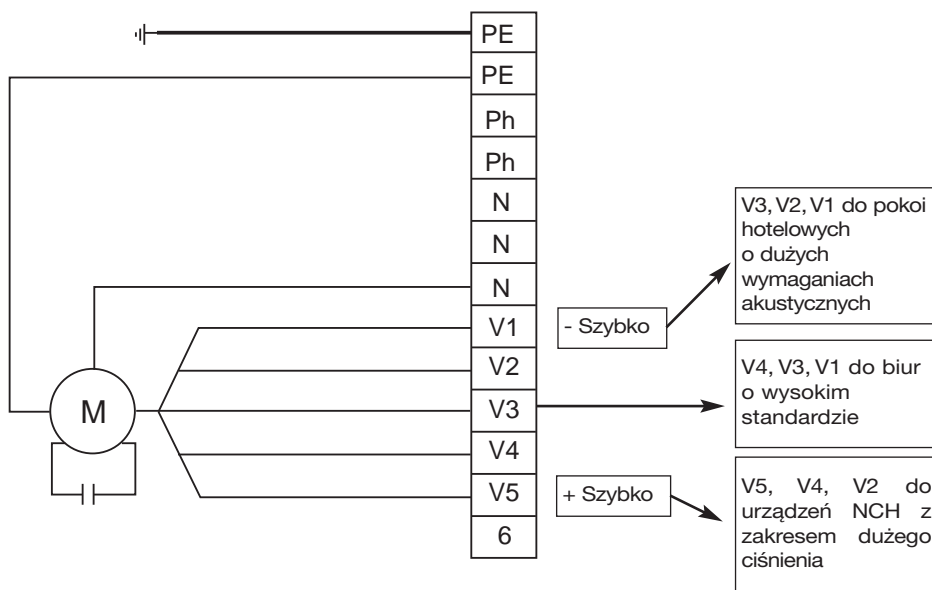 PE
PE
Ph
Ph
N
N
N
V1
V2
V3
V4
V5
6
M
- Szybko
+ Szybko
V3, V2, V1 do pokoi
hotelowych
o dużych
wymaganiach
akustycznych
V4, V3, V1 do biur
o wysokim
standardzie
V5, V4, V2 do
urządzeń NCH z
zakresem dużego
ciśnienia